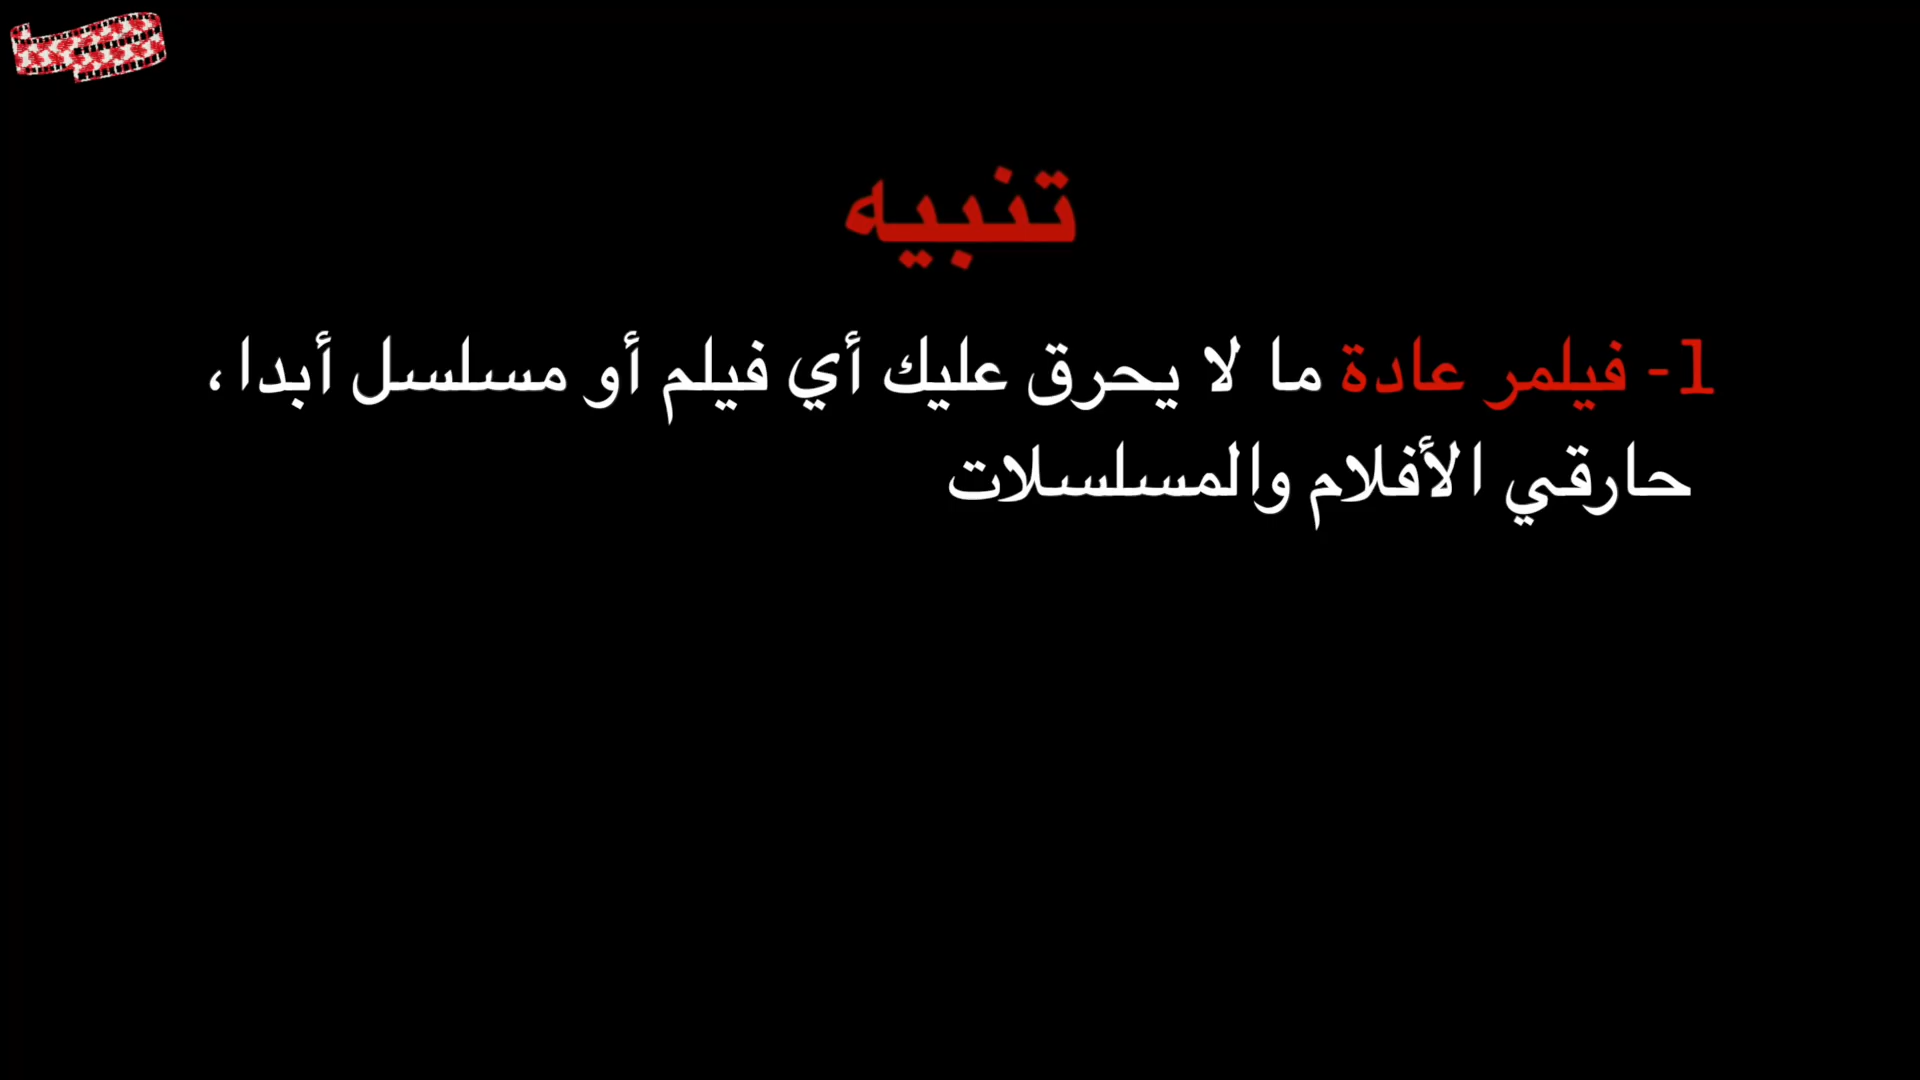 تنبيه
1- فيلمر عادة ما لا يحرق عليك أي فيلم أو مسلسل أبدا،
حارقي الأفلام والمسلسلات